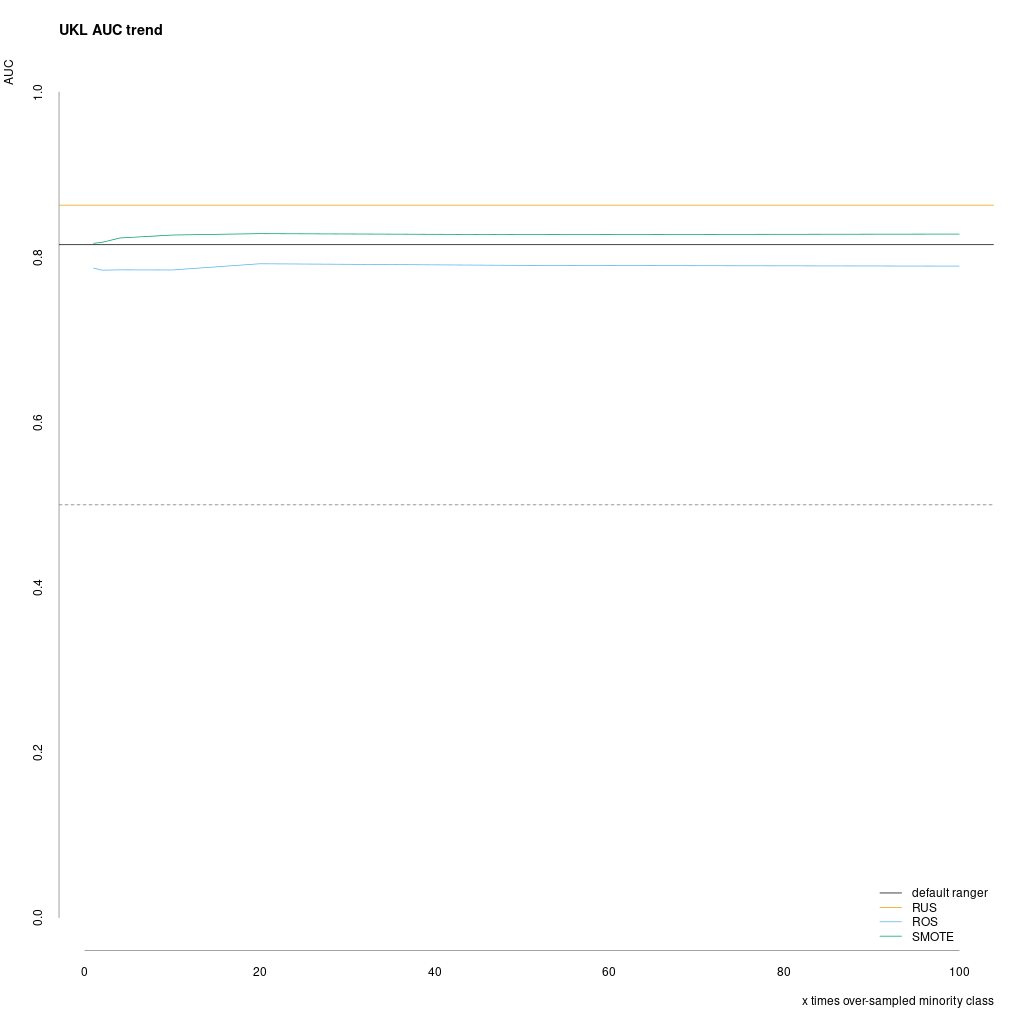 UKL AUC trend
AUC
1.0
0.8
0.6
0.4
0.2
0.0
default ranger
RUS
ROS
SMOTE
0 20 40 60 80 100
x times over-sampled minority class